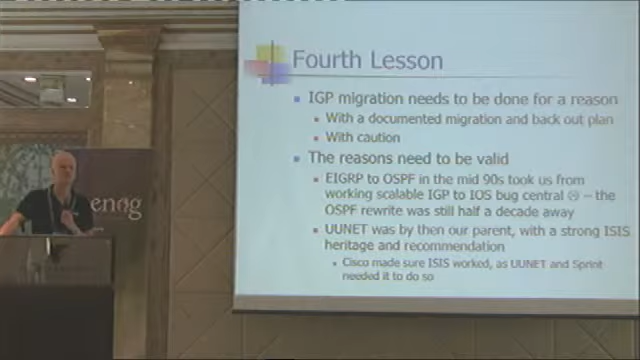 Fourth Lesson
IGP migration needs to be done for a reason
With a documented migration and back out plan
With caution
The reasons need to be valid
EIGRP to OSPF in the mid 90s took us from
working scalable IGP to IOS bug central ☹ – the
OSPF rewrite was still half a decade away
UUNET was by then our parent, with a strong ISIS
heritage and recommendation
Cisco made sure ISIS worked, as UUNET and Sprint
needed it to do so
enog